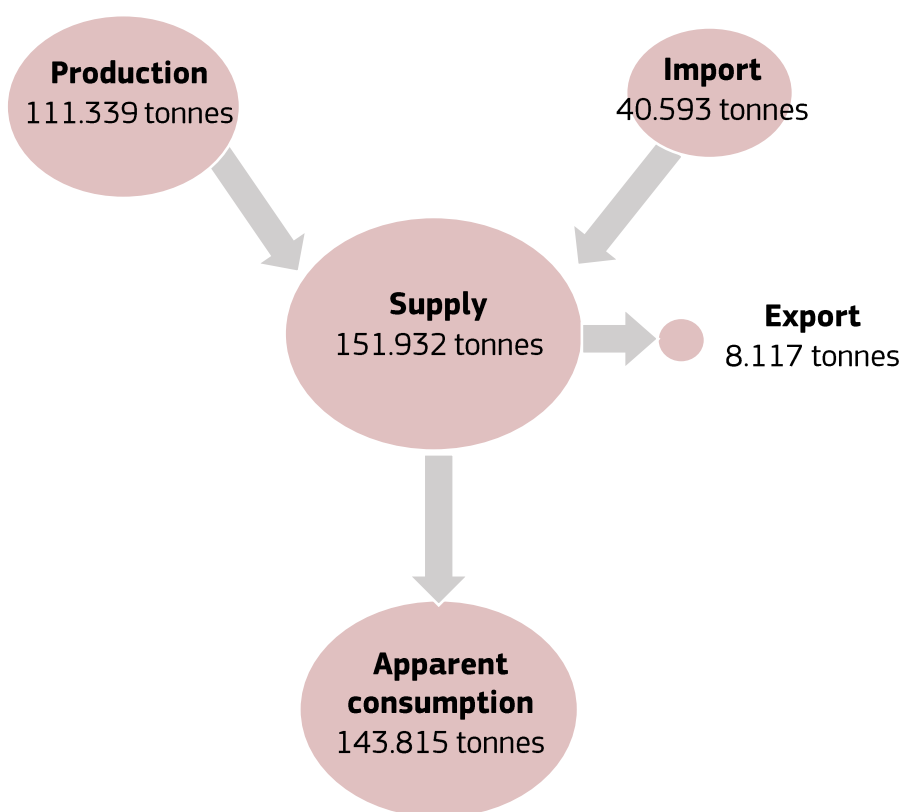 Production
111.339 tonnes
Import
40.593 tonnes
Supply
151.932 tonnes
Export
8.117 tonnes
Apparent
consumption
143.815 tonnes